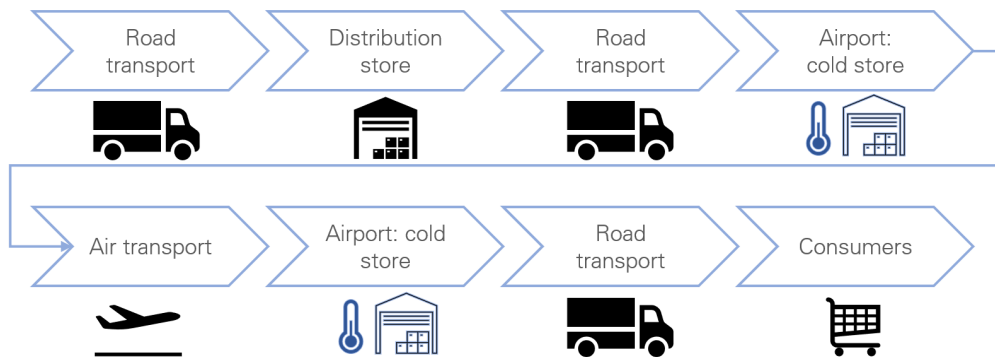 Road
transport
Distribution
store
Road
transport
Airport:
cold store
Air transport
Airport: cold
store
Road
transport
Consumers